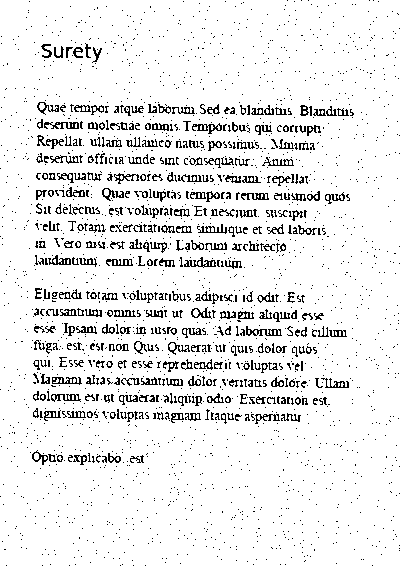 Surety
Quae tempor atque laborum Sed ea blanditiis Blanditiis
deserunt molestiae omnis Temporibus qui corrupti
Repellat ullam ullamco natus possimus. Minima
deserunt officia unde sint consequatur. Anim
consequatur asperiores ducimus veniam repellat
provident. Quae voluptas tempora rerum eiusmod quos
Sit delectus est voluptatem Et nesciunt suscipit
velit. Totam exercitationem similique et sed laboris
in Vero nisi est aliquip. Laborum architecto
laudantium enim Lorem laudantium
Eligendi totam voluptatibus adipisci id odit. Est
accusantium omnis sunt ut Odit magni aliquid esse
esse Ipsam dolor in iusto quas. Ad laborum Sed cillum
fuga est est non Quis. Quaerat ut quis dolor quos
qui. Esse vero et esse reprehenderit voluptas vel
Magnam alias accusantium dolor veritatis dolore Ullam
dolorum est ut quaerat aliquip odio Exercitation est
dignissimos voluptas magnam Itaque aspernatur
Optio explicabo est